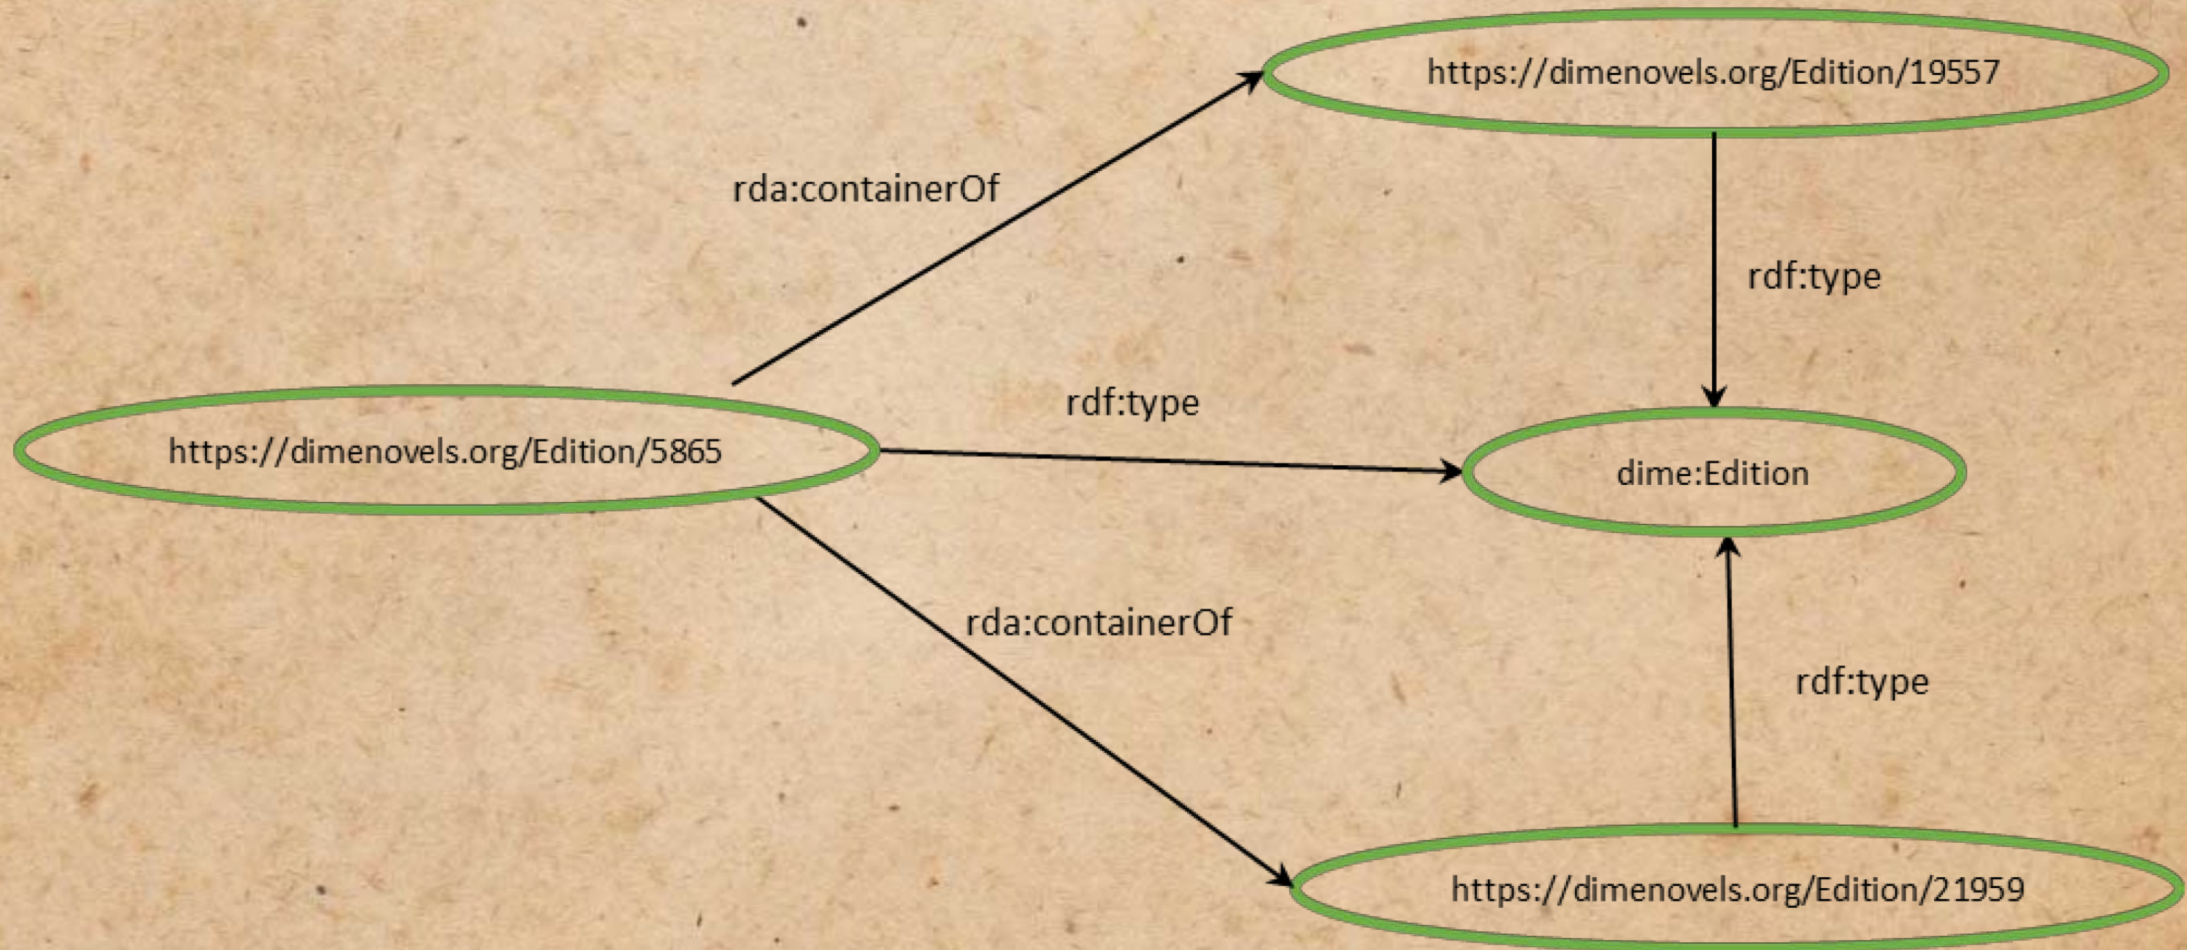 https://dimenovels.org/Edition/19557
rda:containerOf
rdf:type
rdf:type
https://dimenovels.org/Edition/5865
dime:Edition
rda:containerOf
rdf:type
https://dimenovels.org/Edition/21959